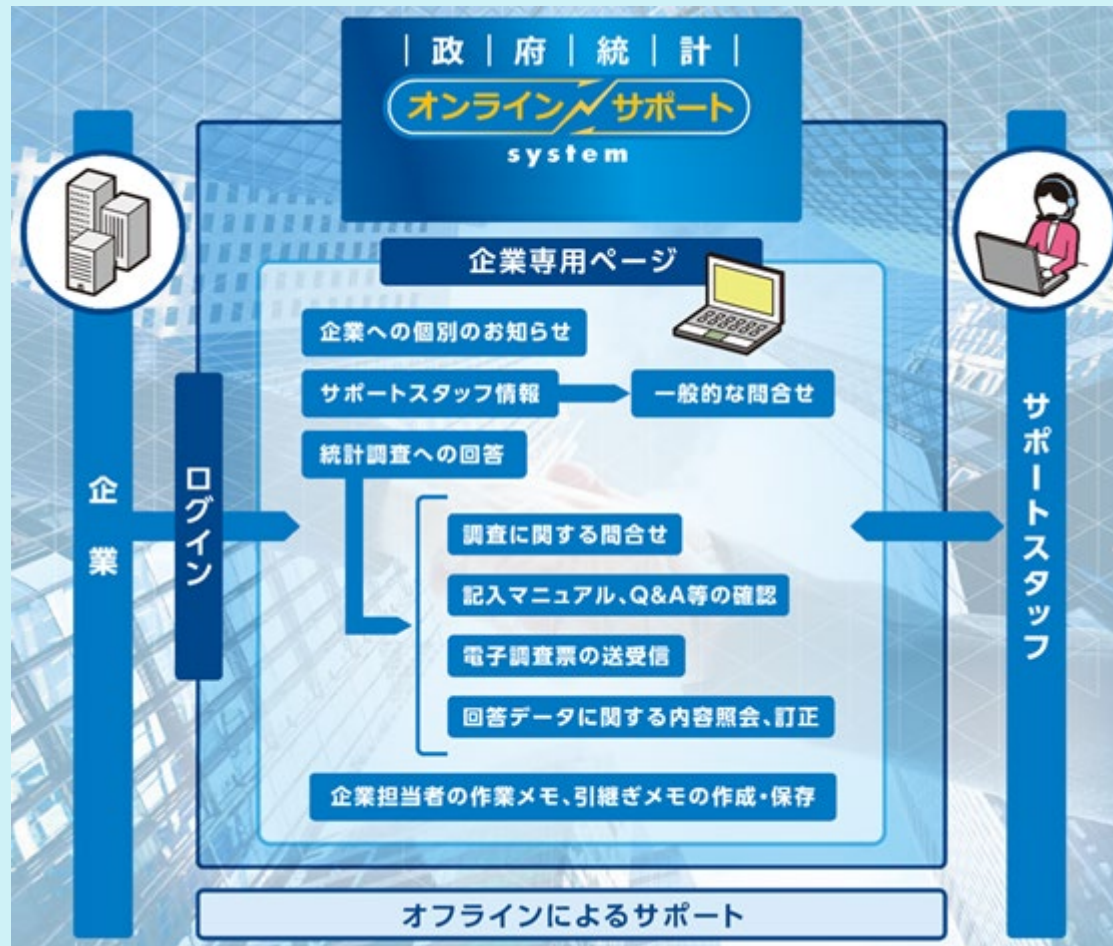 |政|府|統|計|
オンラインサポート
system
企業専用ページ
企業への個別のお知らせ
サポートスタッフ情報
一般的な問合せ
統計調査への回答
調査に関する問合せ
記入マニュアル、Q&A等の確認
電子調査票の送受信
回答データに関する内容照会、訂正
企業担当者の作業メモ、引継ぎメモの作成・保存
企業
ログイン
サポートスタッフ
オフラインによるサポート